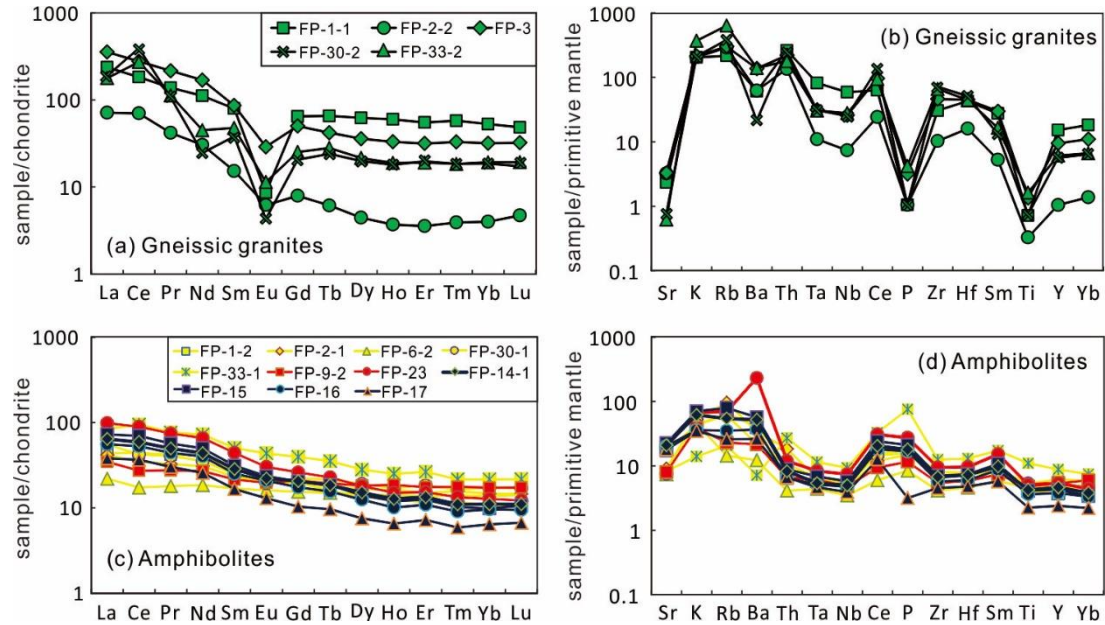 1000
100
10
1
sample/chondrite
FP-1-1 FP-2-2 FP-3
FP-30-2 FP-33-2
(a) Gneissic granites
La Ce Pr Nd Sm Eu Gd Tb Dy Ho Er Tm Yb Lu
1000
100
10
1
0.1
sample/primitive mantle
(b) Gneissic granites
Sr K Rb Ba Th Ta Nb Ce P Zr Hf Sm Ti Y Yb
1000
100
10
1
sample/chondrite
FP-1-2 FP-2-1 FP-6-2 FP-30-1
FP-33-1 FP-9-2 FP-23 FP-14-1
FP-15 FP-16 FP-17
(c) Amphibolites
La Ce Pr Nd Sm Eu Gd Tb Dy Ho Er Tm Yb Lu
1000
100
10
1
0.1
sample/primitive mantle
(d) Amphibolites
Sr K Rb Ba Th Ta Nb Ce P Zr Hf Sm Ti Y Yb